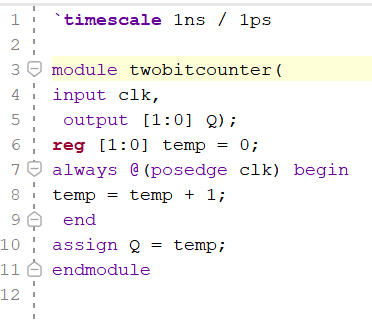 1 `timescale 1ns / 1ps
2
3 module twobitcounter(
4 input clk,
5 output [1:0] Q);
6 reg [1:0] temp = 0;
7 always @(posedge clk) begin
8 temp = temp + 1;
9 end
10 assign Q = temp;
11 endmodule
12